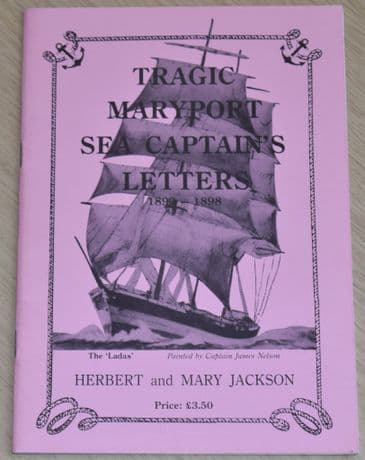 TRAGIC
MARYPORT
SEA CAPTAIN'S
LETTERS
1898
The 'Ladas' Painted by Captain James Nelson
HERBERT and MARY JACKSON
Price: £3.50